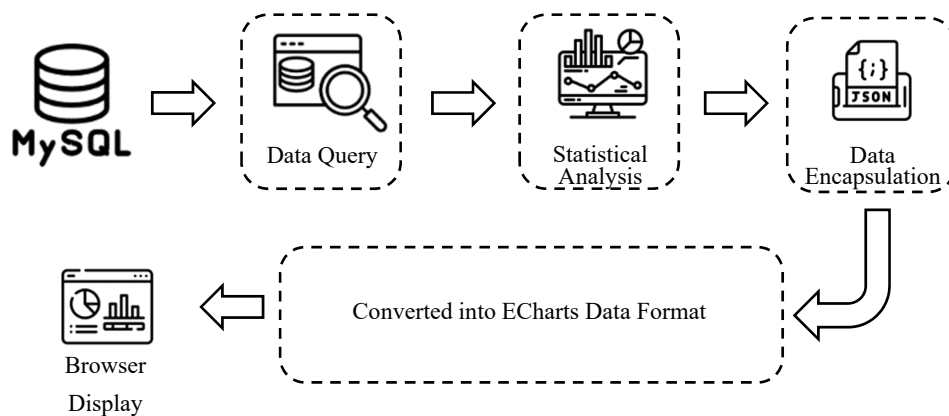 MySQL
Data Query
Statistical
Analysis
{;}
JSON
Data
Encapsulation
Converted into ECharts Data Format
Browser
Display